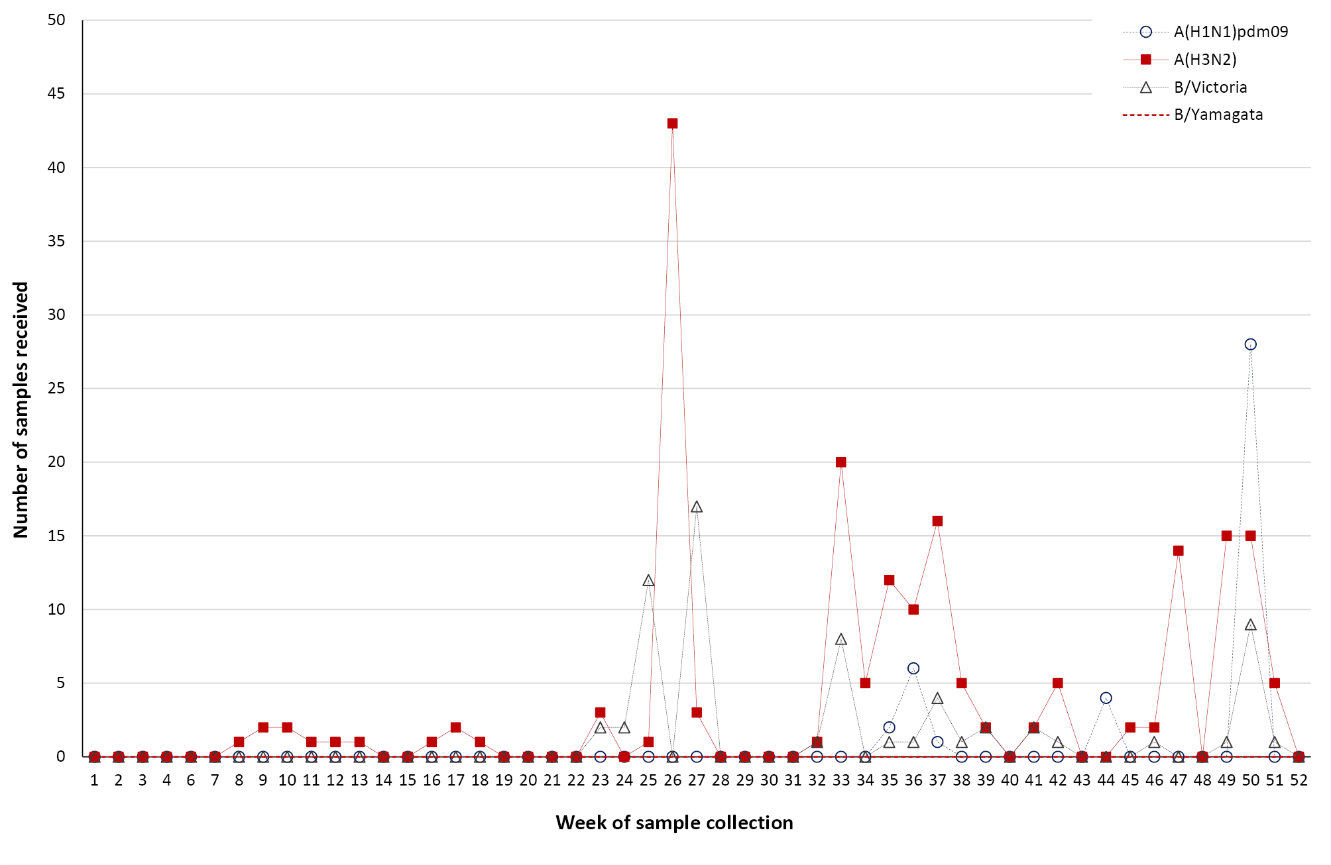 50
45
40
35
30
25
20
15
10
5
0
Number of samples received
A(H1N1)pdm09
A(H3N2)
B/Victoria
B/Yamagata
1 2 3 4 6 7 8 9 10 11 12 13 14 15 16 17 18 19 20 21 22 23 24 25 26 27 28 29 30 31 32 33 34 35 36 37 38 39 40 41 42 43 44 45 46 47 48 49 50 51 52
Week of sample collection